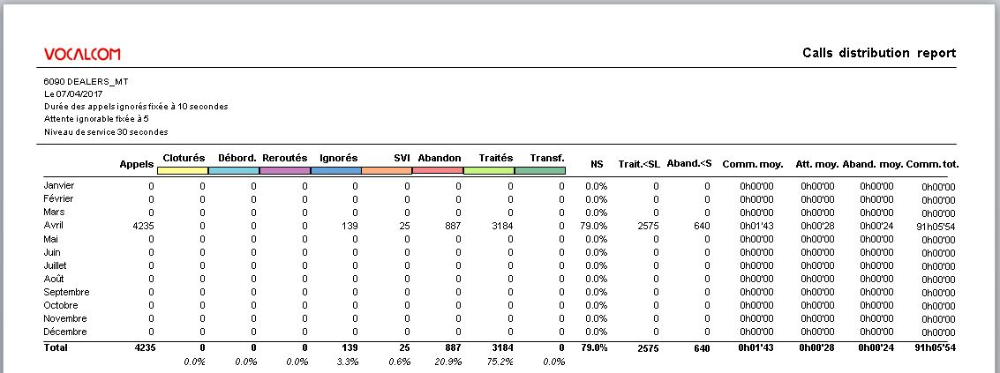 VOCALCOM
Calls distribution report
6090 DEALERS_MT
Le 07/04/2017
Durée des appels ignorés fixée à 10 secondes
Attente ignorable fixée à 5
Niveau de service 30 secondes
Appels Cloturés Débord. Reroutés Ignorés SVI Abandon Traités Transf. NS Trait.<SL Aband.<S Comm. moy. Att. moy. Aband. moy. Comm.tot.
Janvier 0 0 0 0 0 0 0 0 0 0.0% 0 0 0h00'00 0h00'00 0h00'00 0h00'00
Février 0 0 0 0 0 0 0 0 0 0.0% 0 0 0h00'00 0h00'00 0h00'00 0h00'00
Mars 0 0 0 0 0 0 0 0 0 0.0% 0 0 0h00'00 0h00'00 0h00'00 0h00'00
Avril 4235 0 0 0 139 25 887 3184 0 79.0% 2575 640 0h01'43 0h00'28 0h00'24 91h05'54
Mai 0 0 0 0 0 0 0 0 0 0.0% 0 0 0h00'00 0h00'00 0h00'00 0h00'00
Juin 0 0 0 0 0 0 0 0 0 0.0% 0 0 0h00'00 0h00'00 0h00'00 0h00'00
Juillet 0 0 0 0 0 0 0 0 0 0.0% 0 0 0h00'00 0h00'00 0h00'00 0h00'00
Août 0 0 0 0 0 0 0 0 0 0.0% 0 0 0h00'00 0h00'00 0h00'00 0h00'00
Septembre 0 0 0 0 0 0 0 0 0 0.0% 0 0 0h00'00 0h00'00 0h00'00 0h00'00
Octobre 0 0 0 0 0 0 0 0 0 0.0% 0 0 0h00'00 0h00'00 0h00'00 0h00'00
Novembre 0 0 0 0 0 0 0 0 0 0.0% 0 0 0h00'00 0h00'00 0h00'00 0h00'00
Décembre 0 0 0 0 0 0 0 0 0 0.0% 0 0 0h00'00 0h00'00 0h00'00 0h00'00
Total 4235 0 0 0 139 25 887 3184 0 79.0% 2575 640 0h01'43 0h00'28 0h00'24 91h05'54
0.0% 0.0% 0.0% 3.3% 0.6% 20.9% 75.2% 0.0%